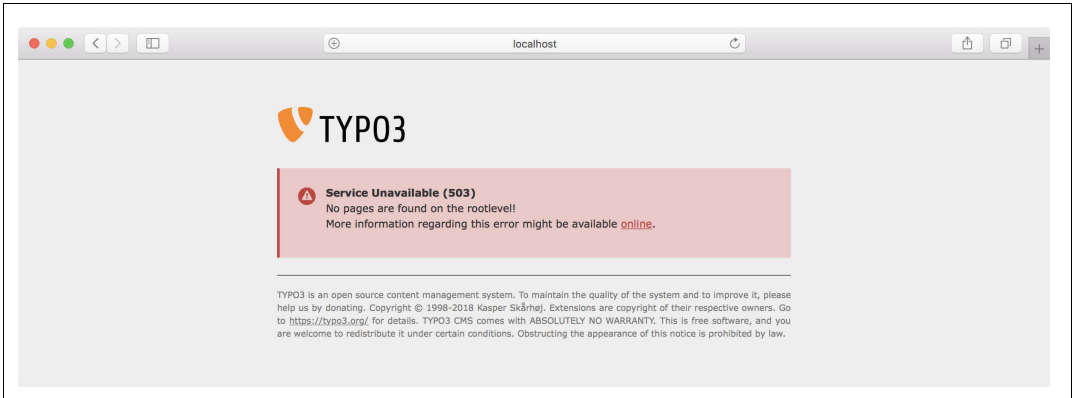 localhost
TYPO3
Service Unavailable (503)
No pages are found on the rootlevel!
More information regarding this error might be available online.
TYPO3 is an open source content management system. To maintain the quality of the system and to improve it, please
help us by donating. Copyright © 1998-2018 Kasper Skårhøj. Extensions are copyright of their respective owners. Go
to https://typo3.org/ for details. TYPO3 CMS comes with ABSOLUTELY NO WARRANTY. This is free software, and you
are welcome to redistribute it under certain conditions. Obstructing the appearance of this notice is prohibited by law.